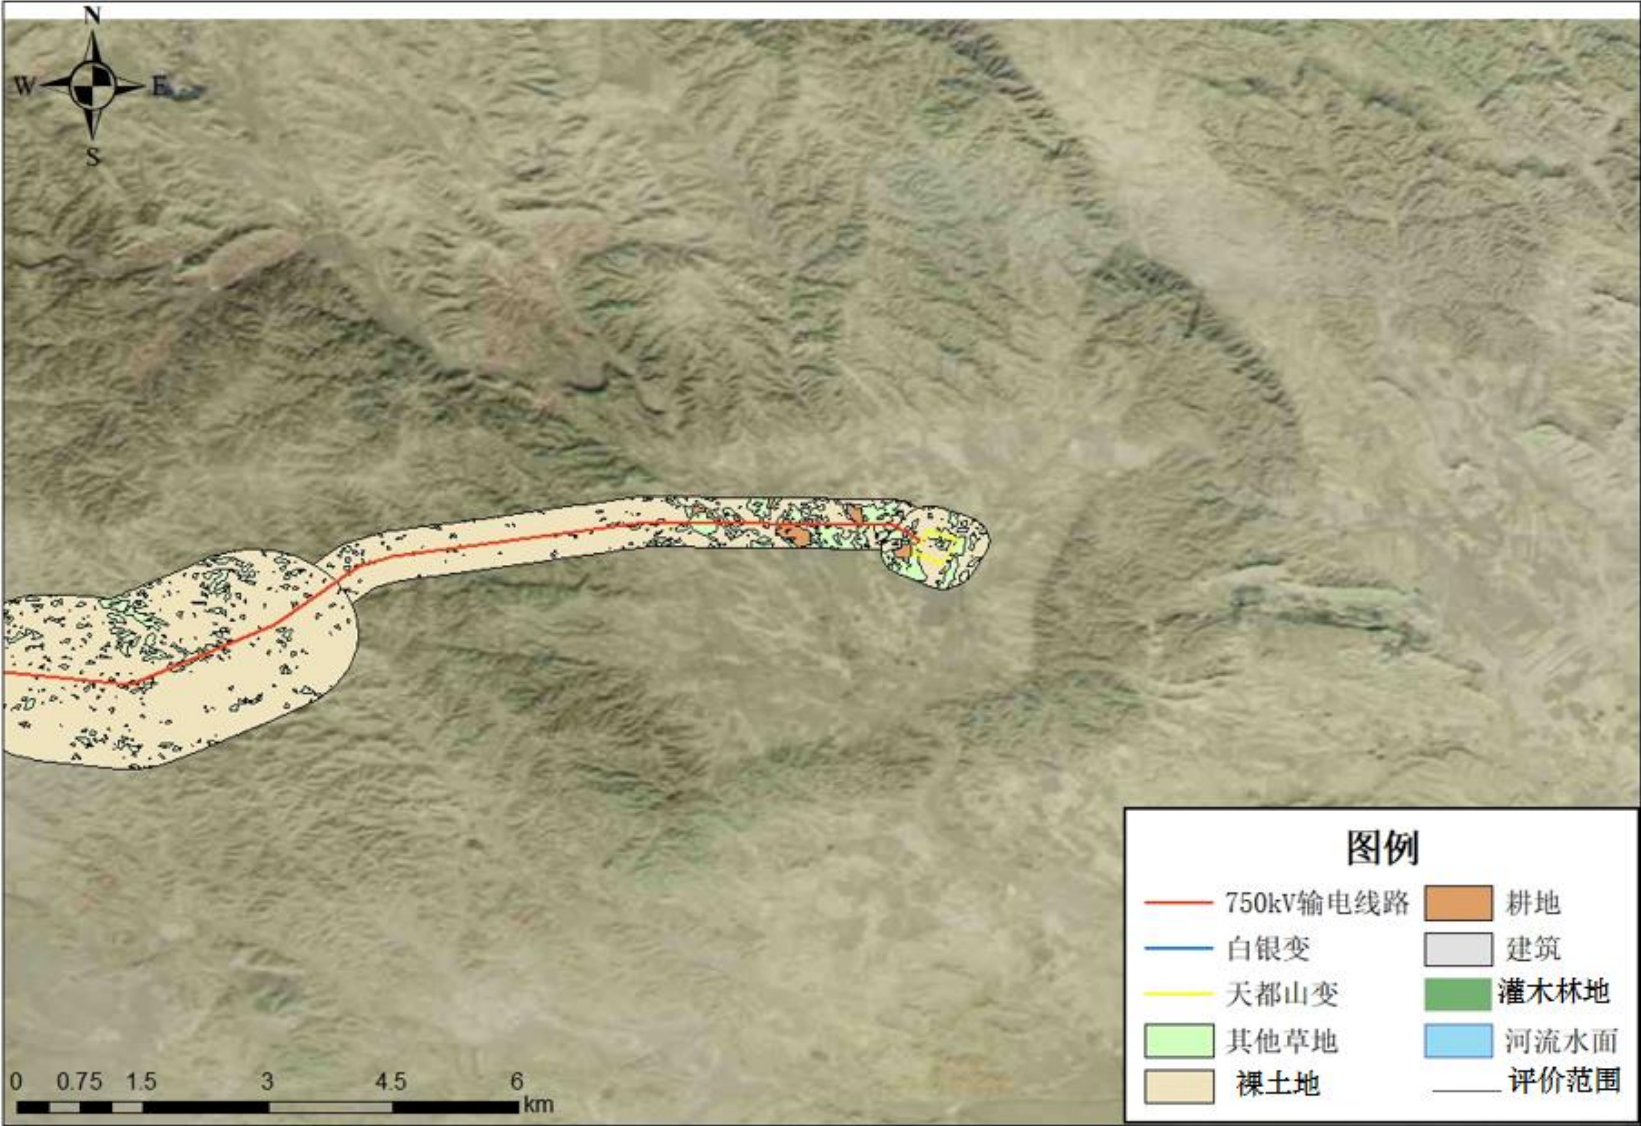 N
W E
S
图例
750kV输电线路 耕地
白银变 建筑
天都山变 灌木林地
其他草地 河流水面
裸土地 评价范围
0 0.75 1.5 3 4.5 6
km